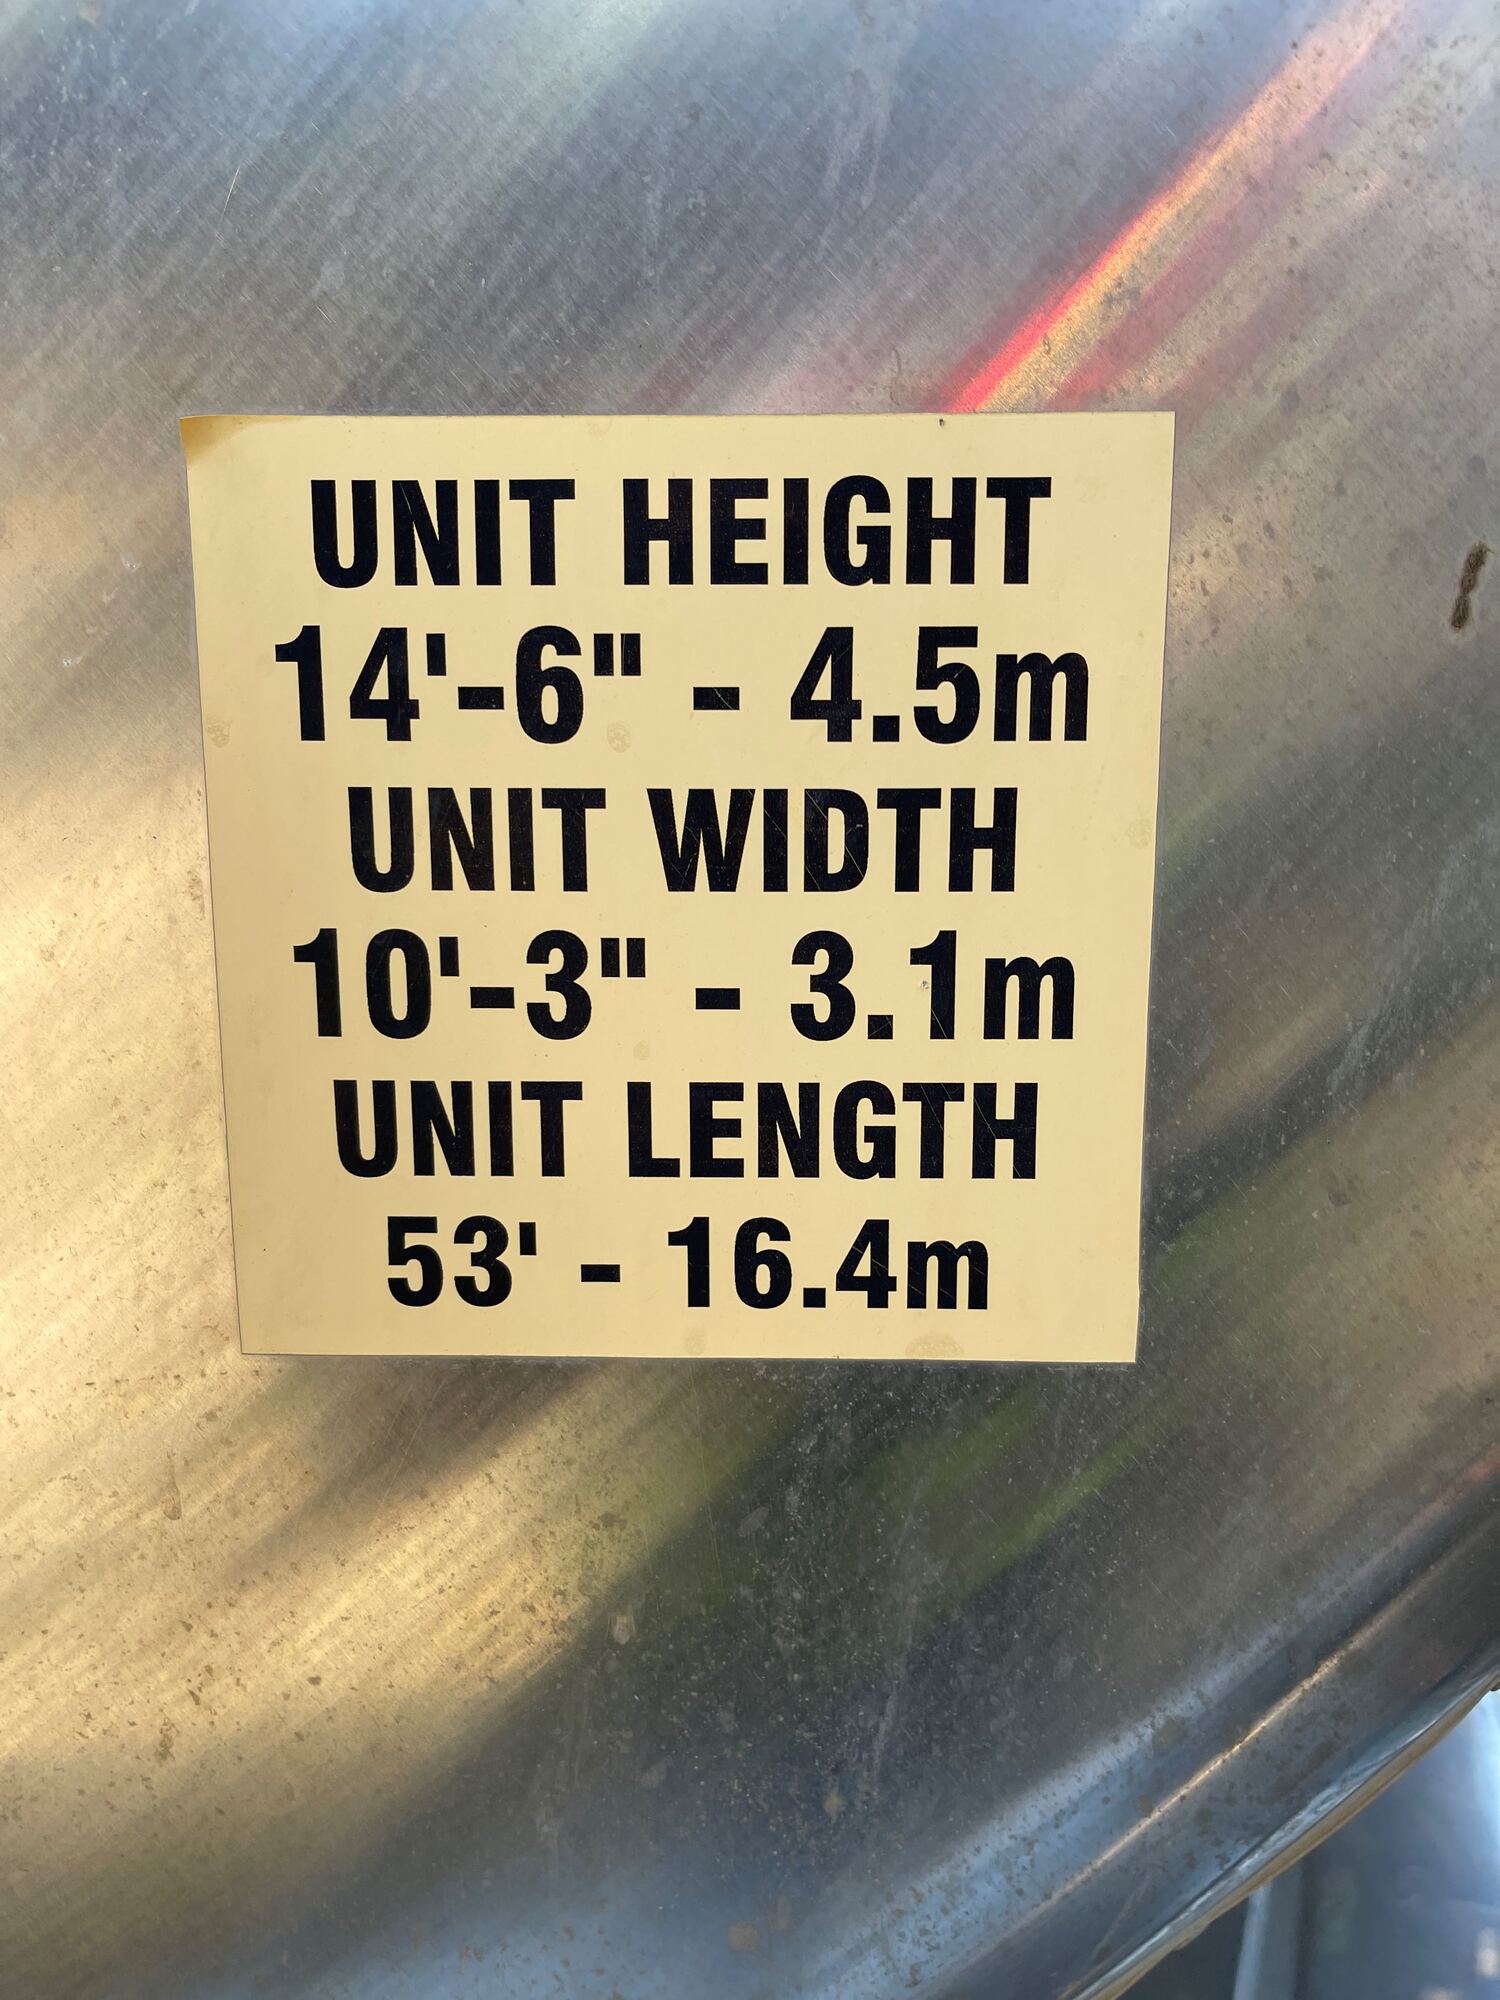 UNIT HEIGHT
14'-6" - 4.5m
UNIT WIDTH
10'-3" - 3.1m
UNIT LENGTH
53' - 16.4m